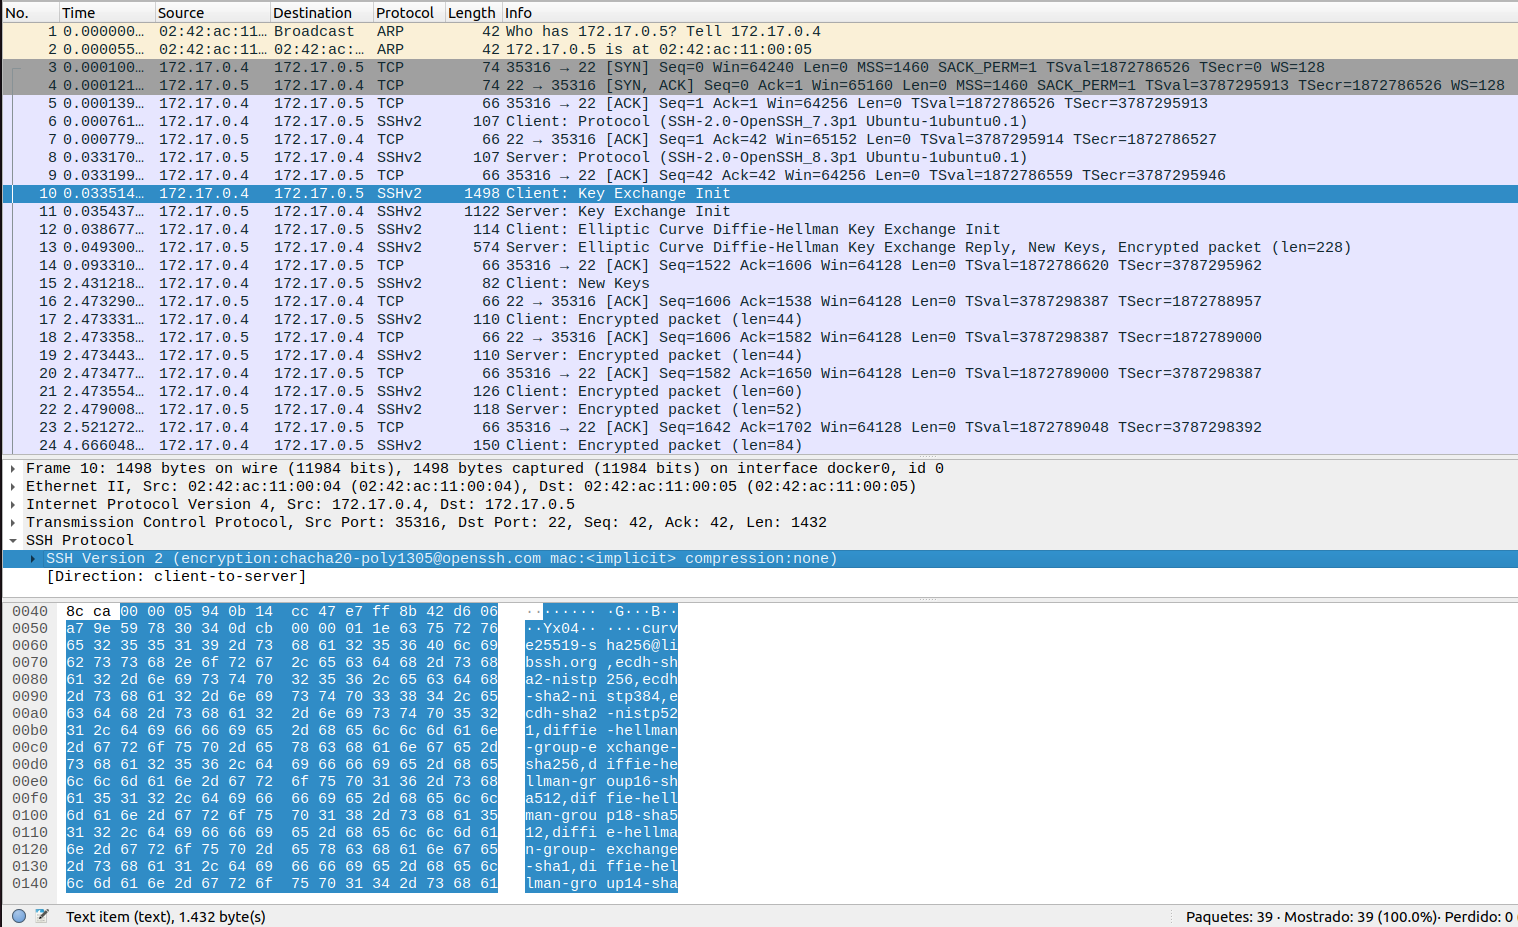 No. Time Source Destination Protocol Length Info
1 0.000000… 02:42:ac:11… Broadcast ARP 42 Who has 172.17.0.5? Tell 172.17.0.4
2 0.000055… 02:42:ac:11… 02:42:ac:… ARP 42 172.17.0.5 is at 02:42:ac:11:00:05
3 0.000100… 172.17.0.4 172.17.0.5 TCP 74 35316 → 22 [SYN] Seq=0 Win=64240 Len=0 MSS=1460 SACK_PERM=1 TSval=1872786526 TSecr=0 WS=128
4 0.000121… 172.17.0.5 172.17.0.4 TCP 74 22 → 35316 [SYN, ACK] Seq=0 Ack=1 Win=65160 Len=0 MSS=1460 SACK_PERM=1 TSval=3787295913 TSecr=1872786526 WS=128
5 0.000139… 172.17.0.4 172.17.0.5 TCP 66 35316 → 22 [ACK] Seq=1 Ack=1 Win=64256 Len=0 TSval=1872786526 TSecr=3787295913
6 0.000761… 172.17.0.4 172.17.0.5 SSHv2 107 Client: Protocol (SSH-2.0-OpenSSH_7.3p1 Ubuntu-1ubuntu0.1)
7 0.000779… 172.17.0.5 172.17.0.4 TCP 66 22 → 35316 [ACK] Seq=1 Ack=42 Win=65152 Len=0 TSval=3787295914 TSecr=1872786527
8 0.033170… 172.17.0.5 172.17.0.4 SSHv2 107 Server: Protocol (SSH-2.0-OpenSSH_8.3p1 Ubuntu-1ubuntu0.1)
9 0.033199… 172.17.0.4 172.17.0.5 TCP 66 35316 → 22 [ACK] Seq=42 Ack=42 Win=64256 Len=0 TSval=1872786559 TSecr=3787295946
10 0.033514… 172.17.0.4 172.17.0.5 SSHv2 1498 Client: Key Exchange Init
11 0.035437… 172.17.0.5 172.17.0.4 SSHv2 1122 Server: Key Exchange Init
12 0.038677… 172.17.0.4 172.17.0.5 SSHv2 114 Client: Elliptic Curve Diffie-Hellman Key Exchange Init
13 0.049300… 172.17.0.5 172.17.0.4 SSHv2 574 Server: Elliptic Curve Diffie-Hellman Key Exchange Reply, New Keys, Encrypted packet (len=228)
14 0.093310… 172.17.0.4 172.17.0.5 TCP 66 35316 → 22 [ACK] Seq=1522 Ack=1606 Win=64128 Len=0 TSval=1872786620 TSecr=3787295962
15 2.431218… 172.17.0.4 172.17.0.5 SSHv2 82 Client: New Keys
16 2.473290… 172.17.0.5 172.17.0.4 TCP 66 22 → 35316 [ACK] Seq=1606 Ack=1538 Win=64128 Len=0 TSval=3787298387 TSecr=1872788957
17 2.473331… 172.17.0.4 172.17.0.5 SSHv2 110 Client: Encrypted packet (len=44)
18 2.473358… 172.17.0.5 172.17.0.4 TCP 66 22 → 35316 [ACK] Seq=1606 Ack=1582 Win=64128 Len=0 TSval=3787298387 TSecr=1872789000
19 2.473443… 172.17.0.5 172.17.0.4 SSHv2 110 Server: Encrypted packet (len=44)
20 2.473477… 172.17.0.4 172.17.0.5 TCP 66 35316 → 22 [ACK] Seq=1582 Ack=1650 Win=64128 Len=0 TSval=1872789000 TSecr=3787298387
21 2.473554… 172.17.0.4 172.17.0.5 SSHv2 126 Client: Encrypted packet (len=60)
22 2.479008… 172.17.0.5 172.17.0.4 SSHv2 118 Server: Encrypted packet (len=52)
23 2.521272… 172.17.0.4 172.17.0.5 TCP 66 35316 → 22 [ACK] Seq=1642 Ack=1702 Win=64128 Len=0 TSval=1872789048 TSecr=3787298392
24 4.666048… 172.17.0.4 172.17.0.5 SSHv2 150 Client: Encrypted packet (len=84)
Frame 10: 1498 bytes on wire (11984 bits), 1498 bytes captured (11984 bits) on interface docker0, id 0
Ethernet II, Src: 02:42:ac:11:00:04 (02:42:ac:11:00:04), Dst: 02:42:ac:11:00:05 (02:42:ac:11:00:05)
Internet Protocol Version 4, Src: 172.17.0.4, Dst: 172.17.0.5
Transmission Control Protocol, Src Port: 35316, Dst Port: 22, Seq: 42, Ack: 42, Len: 1432
SSH Protocol
SSH Version 2 (encryption:chacha20-poly1305@openssh.com mac:<implicit> compression:none)
[Direction: client-to-server]
0040 8c ca 00 00 05 94 0b 14 cc 47 e7 ff 8b 42 d6 06 ········ ·G···B··
0050 a7 9e 59 78 30 34 0d cb 00 00 01 1e 63 75 72 76 ··Yx04·· ····curv
0060 65 32 35 35 31 39 2d 73 68 61 32 35 36 40 6c 69 e25519-s ha256@li
0070 62 73 73 68 2e 6f 72 67 2c 65 63 64 68 2d 73 68 bssh.org ,ecdh-sh
0080 61 32 2d 6e 69 73 74 70 32 35 36 2c 65 63 64 68 a2-nistp 256,ecdh
0090 2d 73 68 61 32 2d 6e 69 73 74 70 33 38 34 2c 65 -sha2-ni stp384,e
00a0 63 64 68 2d 73 68 61 32 2d 6e 69 73 74 70 35 32 cdh-sha2 -nistp52
00b0 31 2c 64 69 66 66 69 65 2d 68 65 6c 6c 6d 61 6e 1,diffie -hellman
00c0 2d 67 72 6f 75 70 2d 65 78 63 68 61 6e 67 65 2d -group-e xchange-
00d0 73 68 61 32 35 36 2c 64 69 66 66 69 65 2d 68 65 sha256,d iffie-he
00e0 6c 6c 6d 61 6e 2d 67 72 6f 75 70 31 36 2d 73 68 llman-gr oup16-sh
00f0 61 35 31 32 2c 64 69 66 66 69 65 2d 68 65 6c 6c a512,dif fie-hell
0100 6d 61 6e 2d 67 72 6f 75 70 31 38 2d 73 68 61 35 man-grou p18-sha5
0110 31 32 2c 64 69 66 66 69 65 2d 68 65 6c 6c 6d 61 12,diffi e-hellma
0120 6e 2d 67 72 6f 75 70 2d 65 78 63 68 61 6e 67 65 n-group- exchange
0130 2d 73 68 61 31 2c 64 69 66 66 69 65 2d 68 65 6c -sha1,di ffie-hel
0140 6c 6d 61 6e 2d 67 72 6f 75 70 31 34 2d 73 68 61 lman-gro up14-sha
Text item (text), 1.432 byte(s) Paquetes: 39 · Mostrado: 39 (100.0%)· Perdido: 0